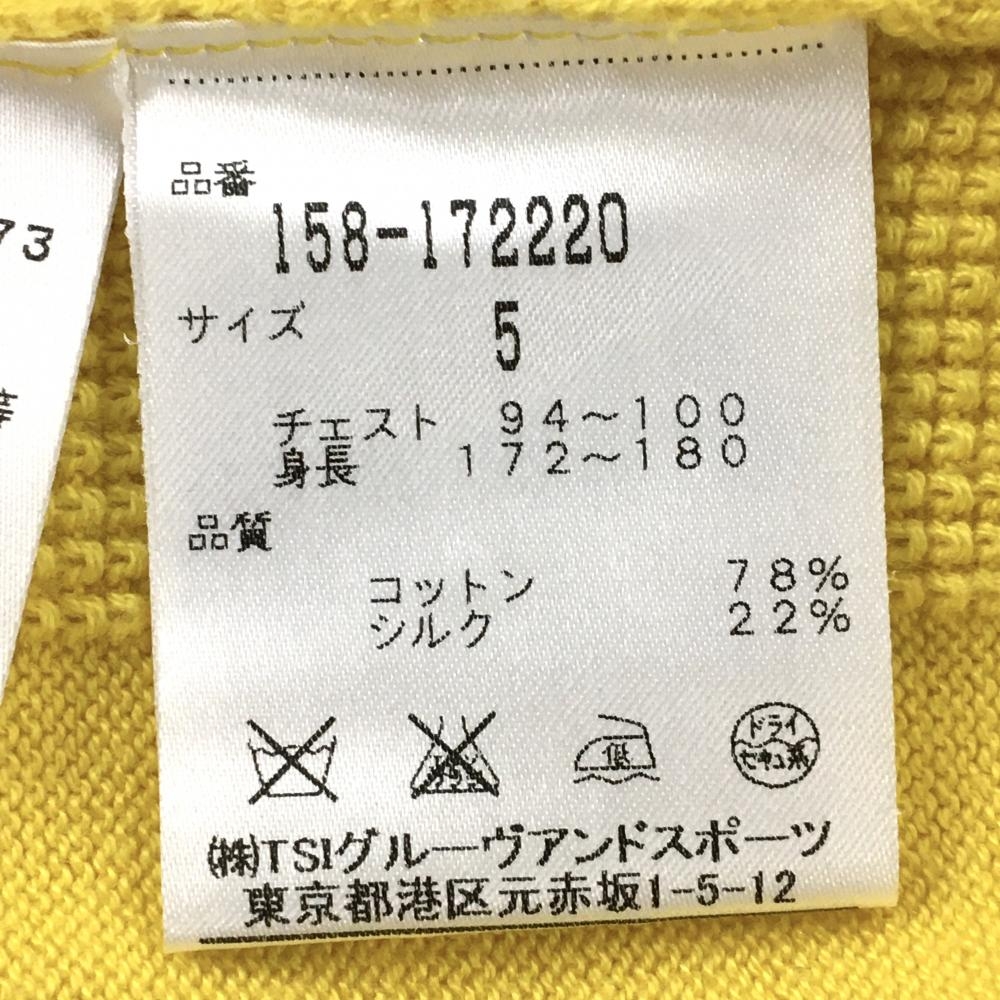 73
品番
158-172220
サイズ
5
チェスト 94～100
身長 172～180
品質
コットン 78%
シルク 22%
低
ドライ
セキユ系
㈱TSIグルーヴアンドスポーツ
東京都港区元赤坂1-5-12